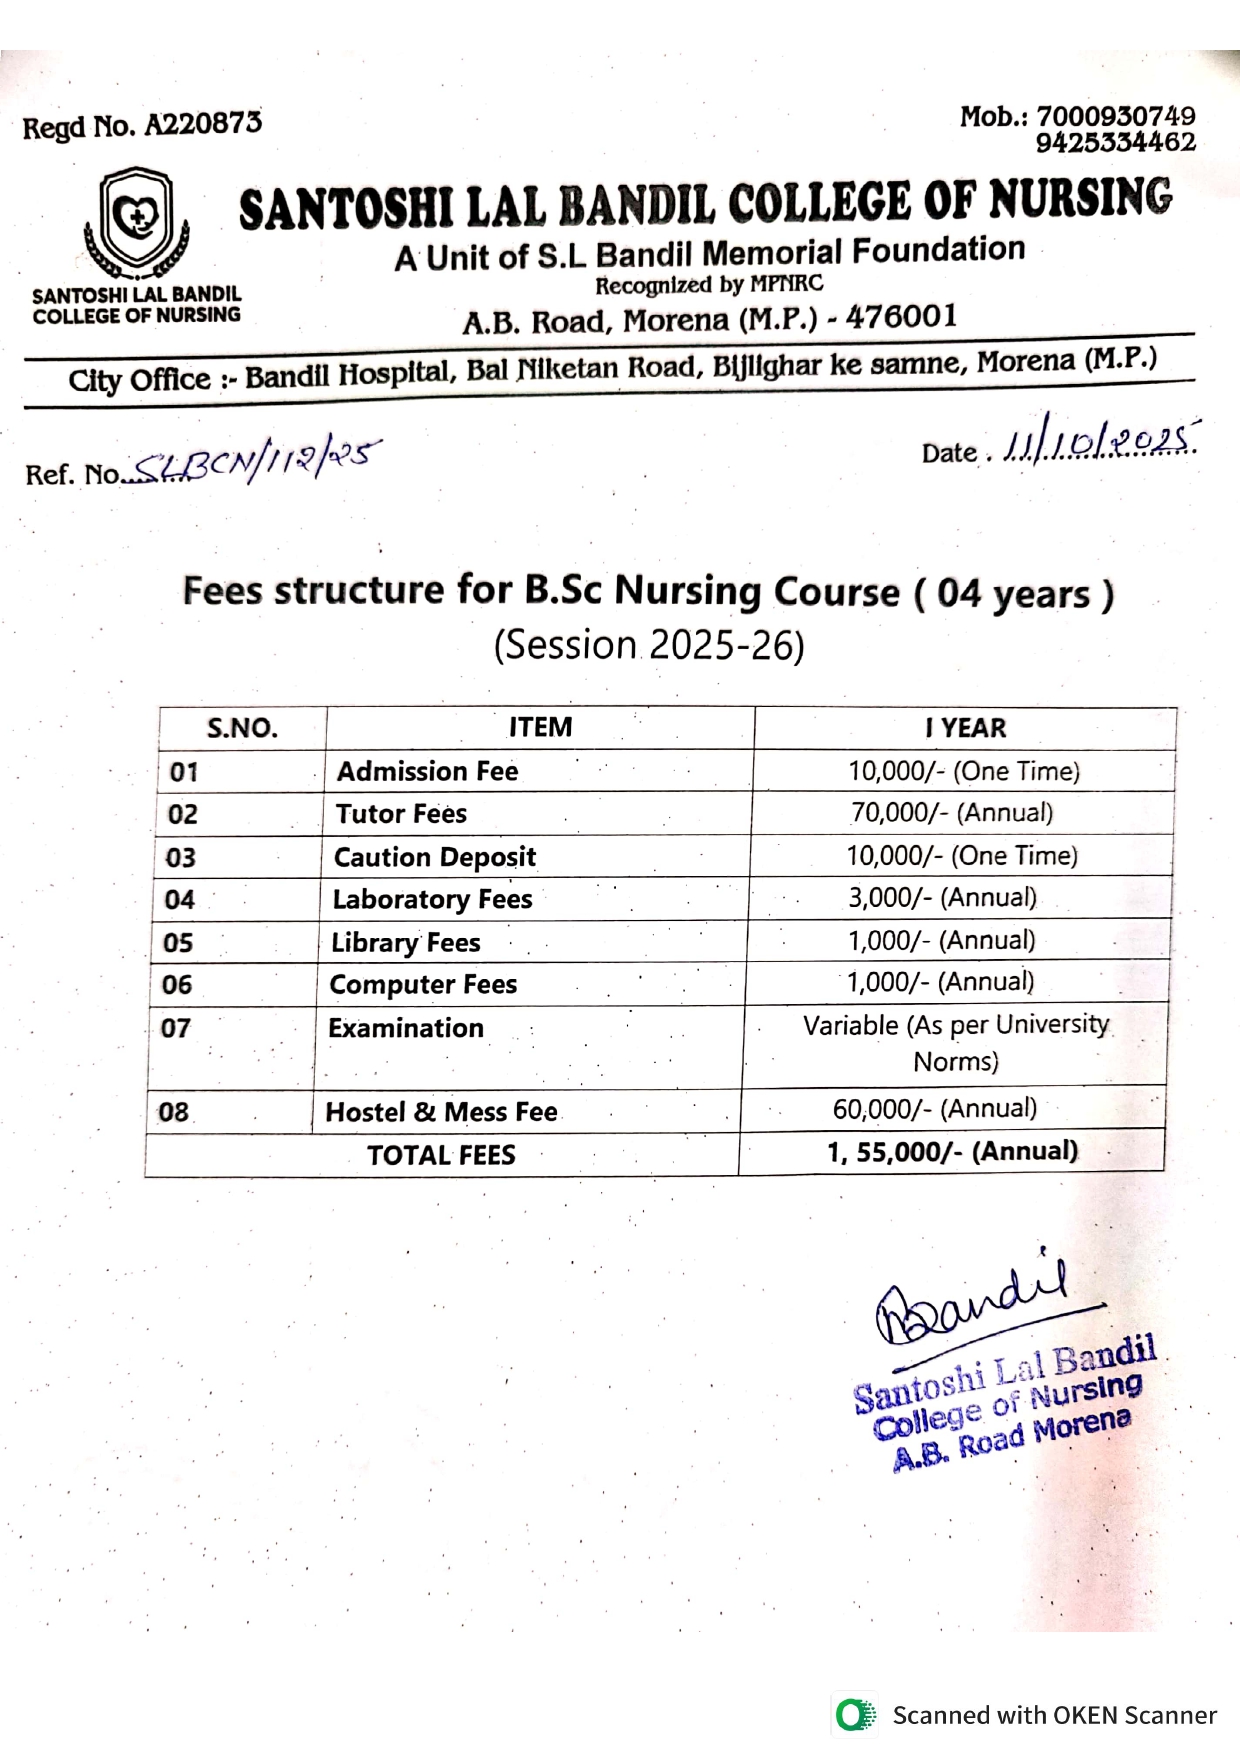 Regd No. A220873
Mob.: 7000930749
9425334462
SANTOSHI LAL BANDIL COLLEGE OF NURSING
A Unit of S.L Bandil Memorial Foundation
Recognized by MPNRC
A.B. Road, Morena (M.P.) - 476001
SANTOSHI LAL BANDIL
COLLEGE OF NURSING
City Office :- Bandil Hospital, Bal Niketan Road, Bijlighar ke samne, Morena (M.P.)
Ref. No. SLBCN/112/25
Date . 11/10/2025
Fees structure for B.Sc Nursing Course ( 04 years )
(Session 2025-26)
S.NO. ITEM I YEAR
01 Admission Fee 10,000/- (One Time)
02 Tutor Fees 70,000/- (Annual)
03 Caution Deposit 10,000/- (One Time)
04 Laboratory Fees 3,000/- (Annual)
05 Library Fees 1,000/- (Annual)
06 Computer Fees 1,000/- (Annual)
07 Examination Variable (As per University
Norms)
08 Hostel & Mess Fee 60,000/- (Annual)
TOTAL FEES 1, 55,000/- (Annual)
Bandil
Santoshi Lal Bandil
College of Nursing
A.B. Road Morena
Scanned with OKEN Scanner